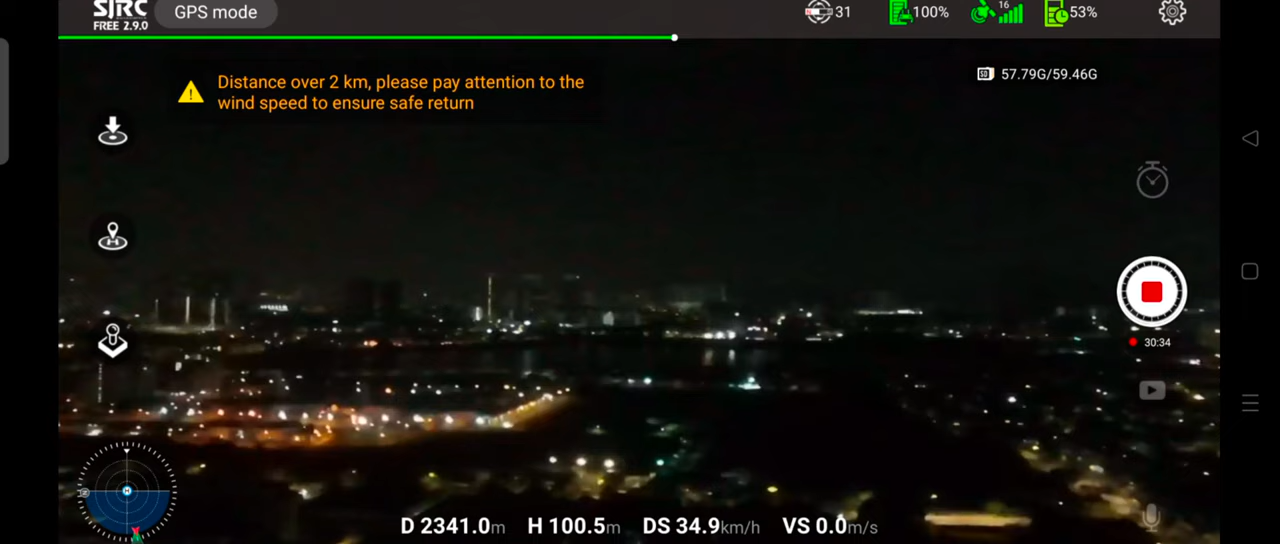 SJRC
FREE 2.9.0
GPS mode
31
100%
16
53%
Distance over 2 km, please pay attention to the
wind speed to ensure safe return
SD
57.79G/59.46G
30:34
H
D 2341.0m H 100.5m DS 34.9km/h VS 0.0m/s